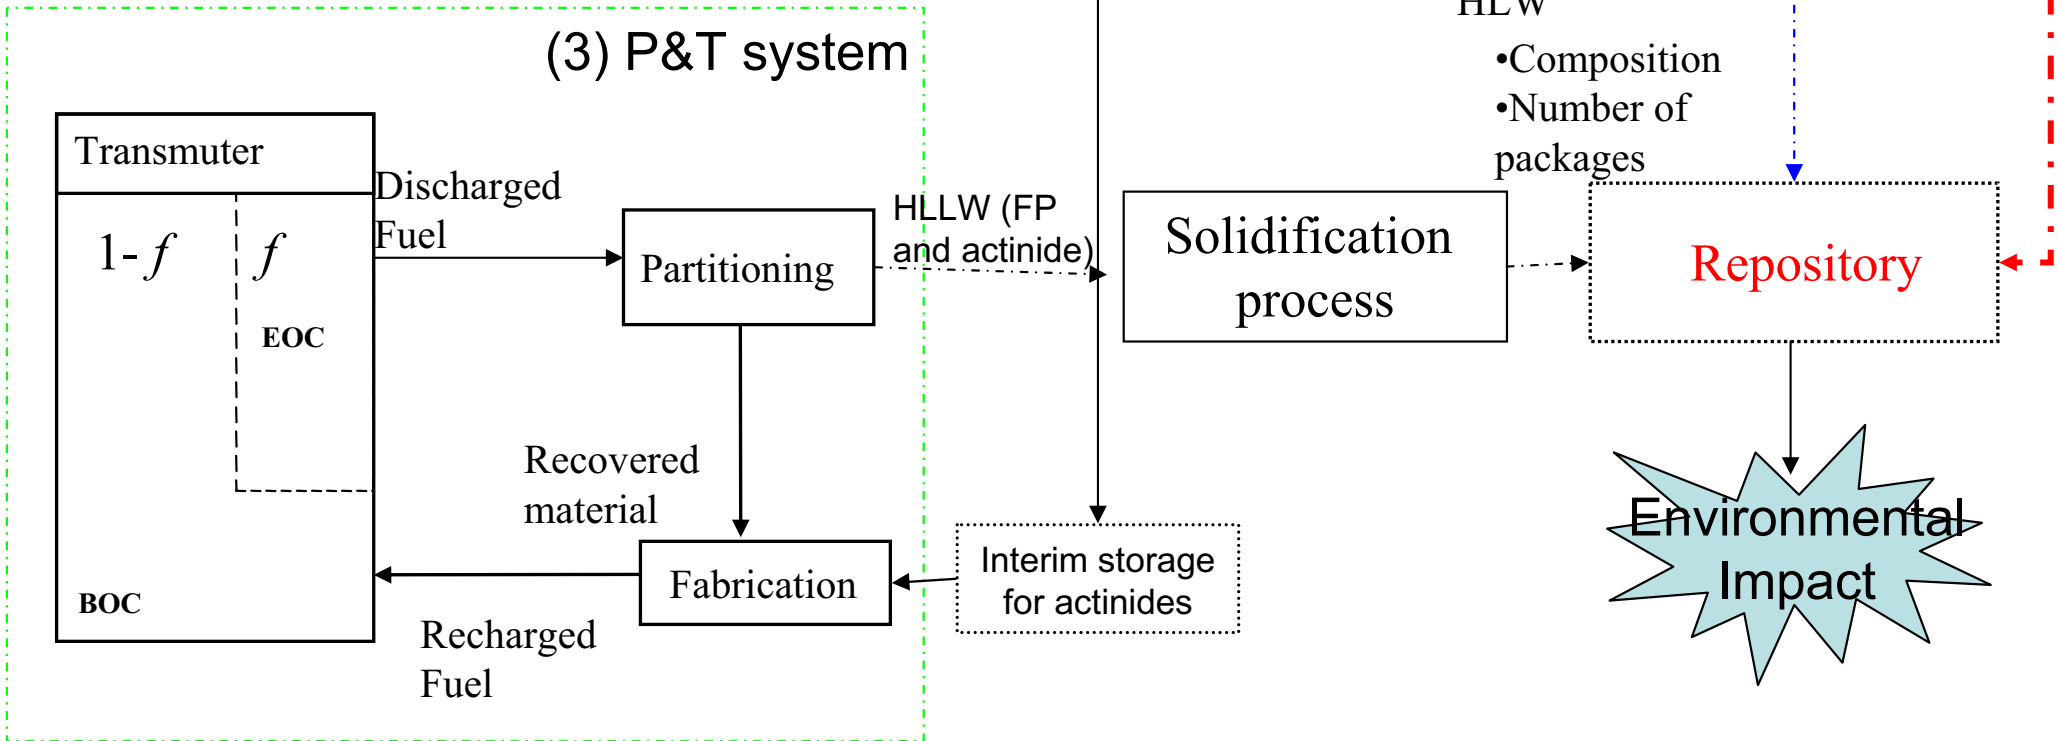 HLW
(3) P&T system
•Composition
•Number of
packages
Transmuter
Discharged
Fuel
1-f
f
EOC
BOC
Partitioning
HLLW (FP
and actinide)
Solidification
process
Repository
Recovered
material
Fabrication
Interim storage
for actinides
Recharged
Fuel
Environmental
Impact